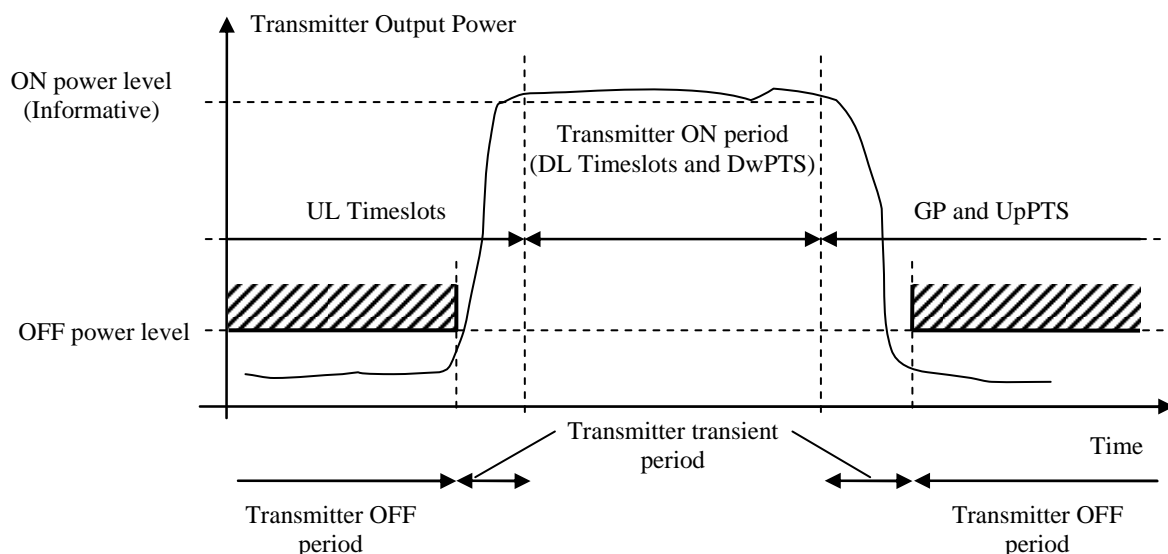 Transmitter Output Power
ON power level
(Informative)
Transmitter ON period
(DL Timeslots and DwPTS)
UL Timeslots
GP and UpPTS
OFF power level
Transmitter transient
period
Time
Transmitter OFF
period
Transmitter OFF
period